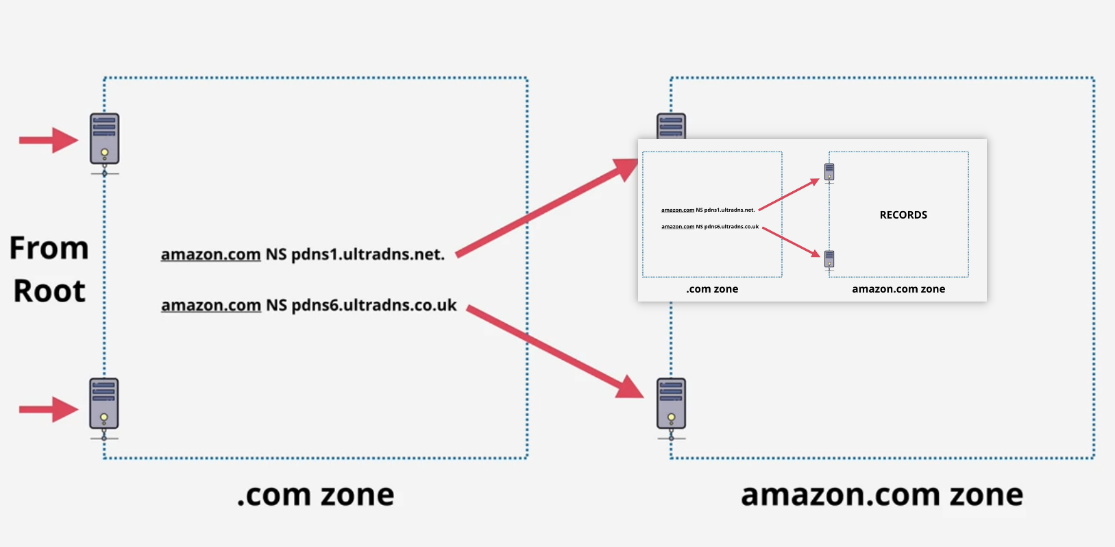 From
Root
amazon.com NS pdns1.ultradns.net.
amazon.com NS pdns6.ultradns.co.uk
.com zone
amazon.com zone
amazon.com NS pdns1.ultradns.net.
amazon.com NS pdns6.ultradns.co.uk
RECORDS
.com zone
amazon.com zone